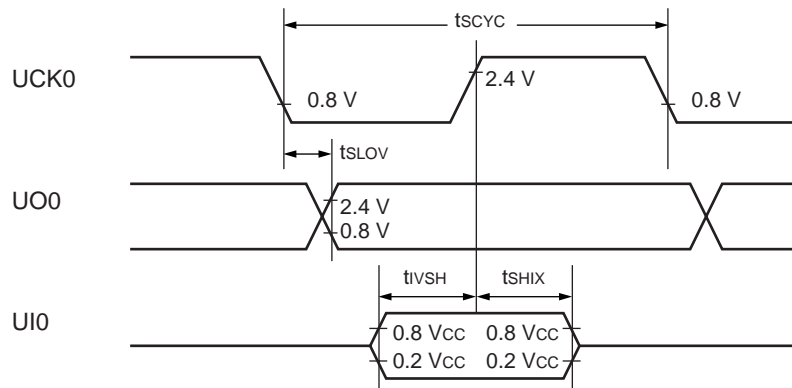 tSCYC
UCK0
2.4 V
0.8 V
0.8 V
tSLOV
UO0
2.4 V
0.8 V
tIVSH
tSHIX
UI0
0.8 VCC
0.8 VCC
0.2 VCC
0.2 VCC